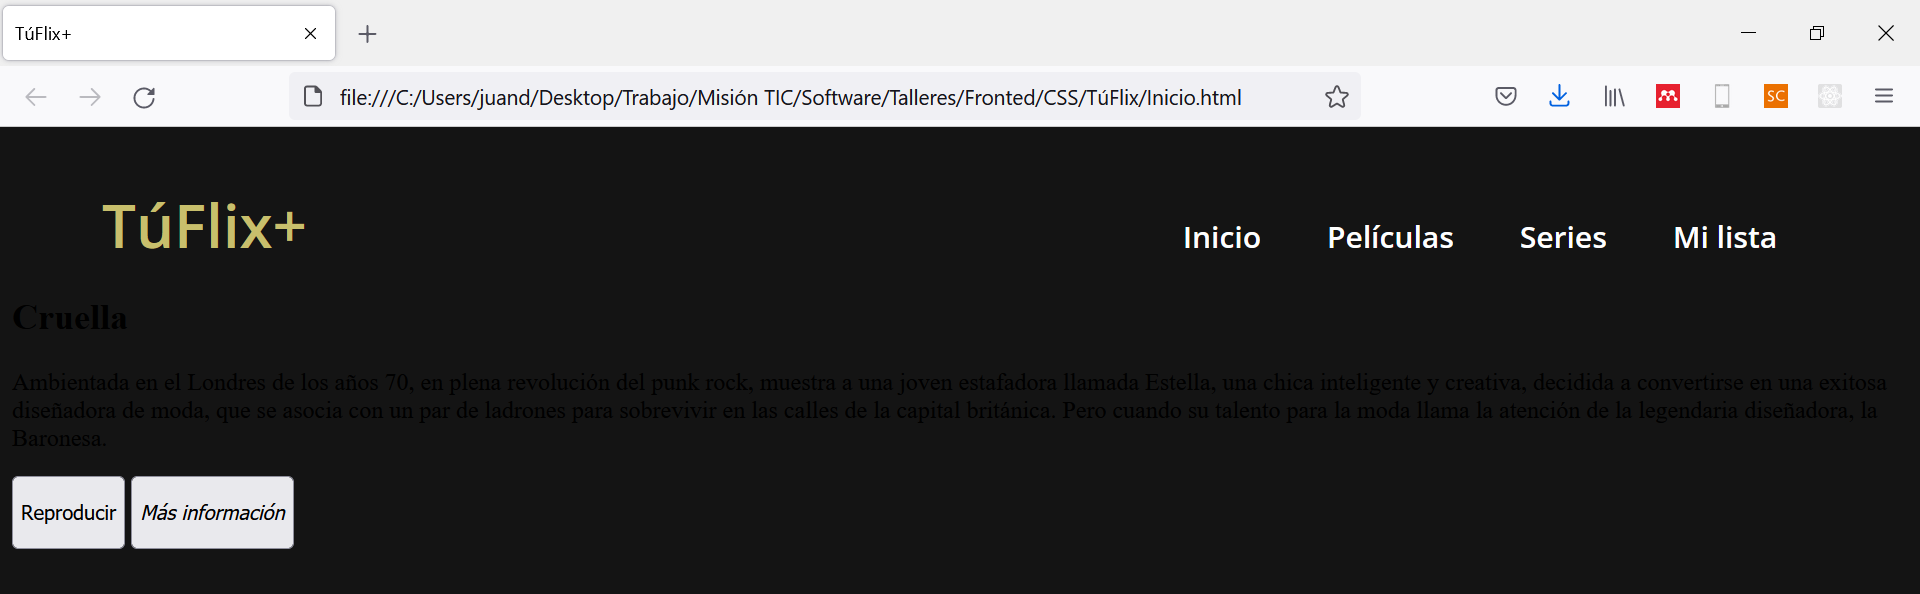 TúFlix+
file:///C:/Users/juand/Desktop/Trabajo/Misión TIC/Software/Talleres/Fronted/CSS/TúFlix/Inicio.html
SC
TúFlix+
Inicio Películas Series Mi lista
Cruella
Ambientada en el Londres de los años 70, en plena revolución del punk rock, muestra a una joven estafadora llamada Estella, una chica inteligente y creativa, decidida a convertirse en una exitosa
diseñadora de moda, que se asocia con un par de ladrones para sobrevivir en las calles de la capital británica. Pero cuando su talento para la moda llama la atención de la legendaria diseñadora, la
Baronesa.
Reproducir Más información